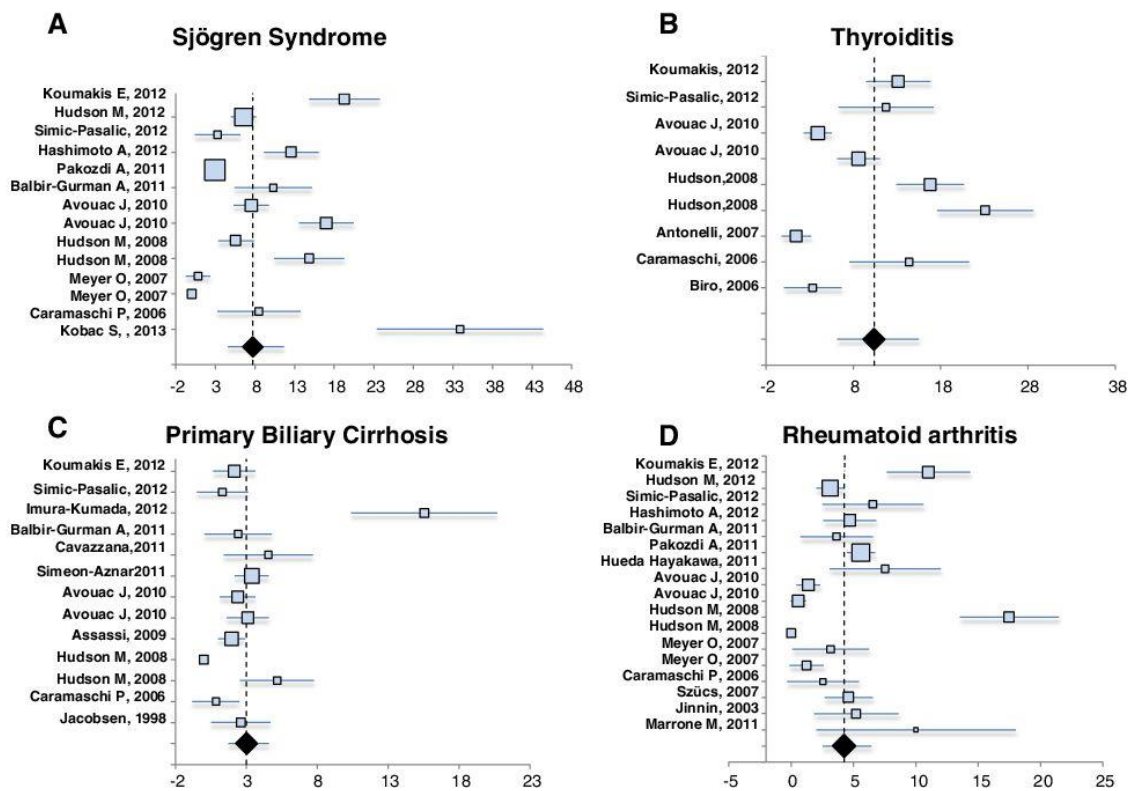 A
Sjögren Syndrome
Koumakis E, 2012
Hudson M, 2012
Simic-Pasalic, 2012
Hashimoto A, 2012
Pakozdi A, 2011
Balbir-Gurman A, 2011
Avouac J, 2010
Avouac J, 2010
Hudson M, 2008
Hudson M, 2008
Meyer O, 2007
Meyer O, 2007
Caramaschi P, 2006
Kobac S, , 2013
-2 3 8 13 18 23 28 33 38 43 48
B
Thyroiditis
Koumakis, 2012
Simic-Pasalic, 2012
Avouac J, 2010
Avouac J, 2010
Hudson,2008
Hudson,2008
Antonelli, 2007
Caramaschi, 2006
Biro, 2006
-2 8 18 28 38
C
Primary Biliary Cirrhosis
Koumakis E, 2012
Simic-Pasalic, 2012
Imura-Kumada, 2012
Balbir-Gurman A, 2011
Cavazzana,2011
Simeon-Aznar2011
Avouac J, 2010
Avouac J, 2010
Assassi, 2009
Hudson M, 2008
Hudson M, 2008
Caramaschi P, 2006
Jacobsen, 1998
-2 3 8 13 18 23
D
Rheumatoid arthritis
Koumakis E, 2012
Hudson M, 2012
Simic-Pasalic, 2012
Hashimoto A, 2012
Balbir-Gurman A, 2011
Pakozdi A, 2011
Hueda Hayakawa, 2011
Avouac J, 2010
Avouac J, 2010
Hudson M, 2008
Hudson M, 2008
Meyer O, 2007
Meyer O, 2007
Caramaschi P, 2006
Szücs, 2007
Jinnin, 2003
Marrone M, 2011
-5 0 5 10 15 20 25